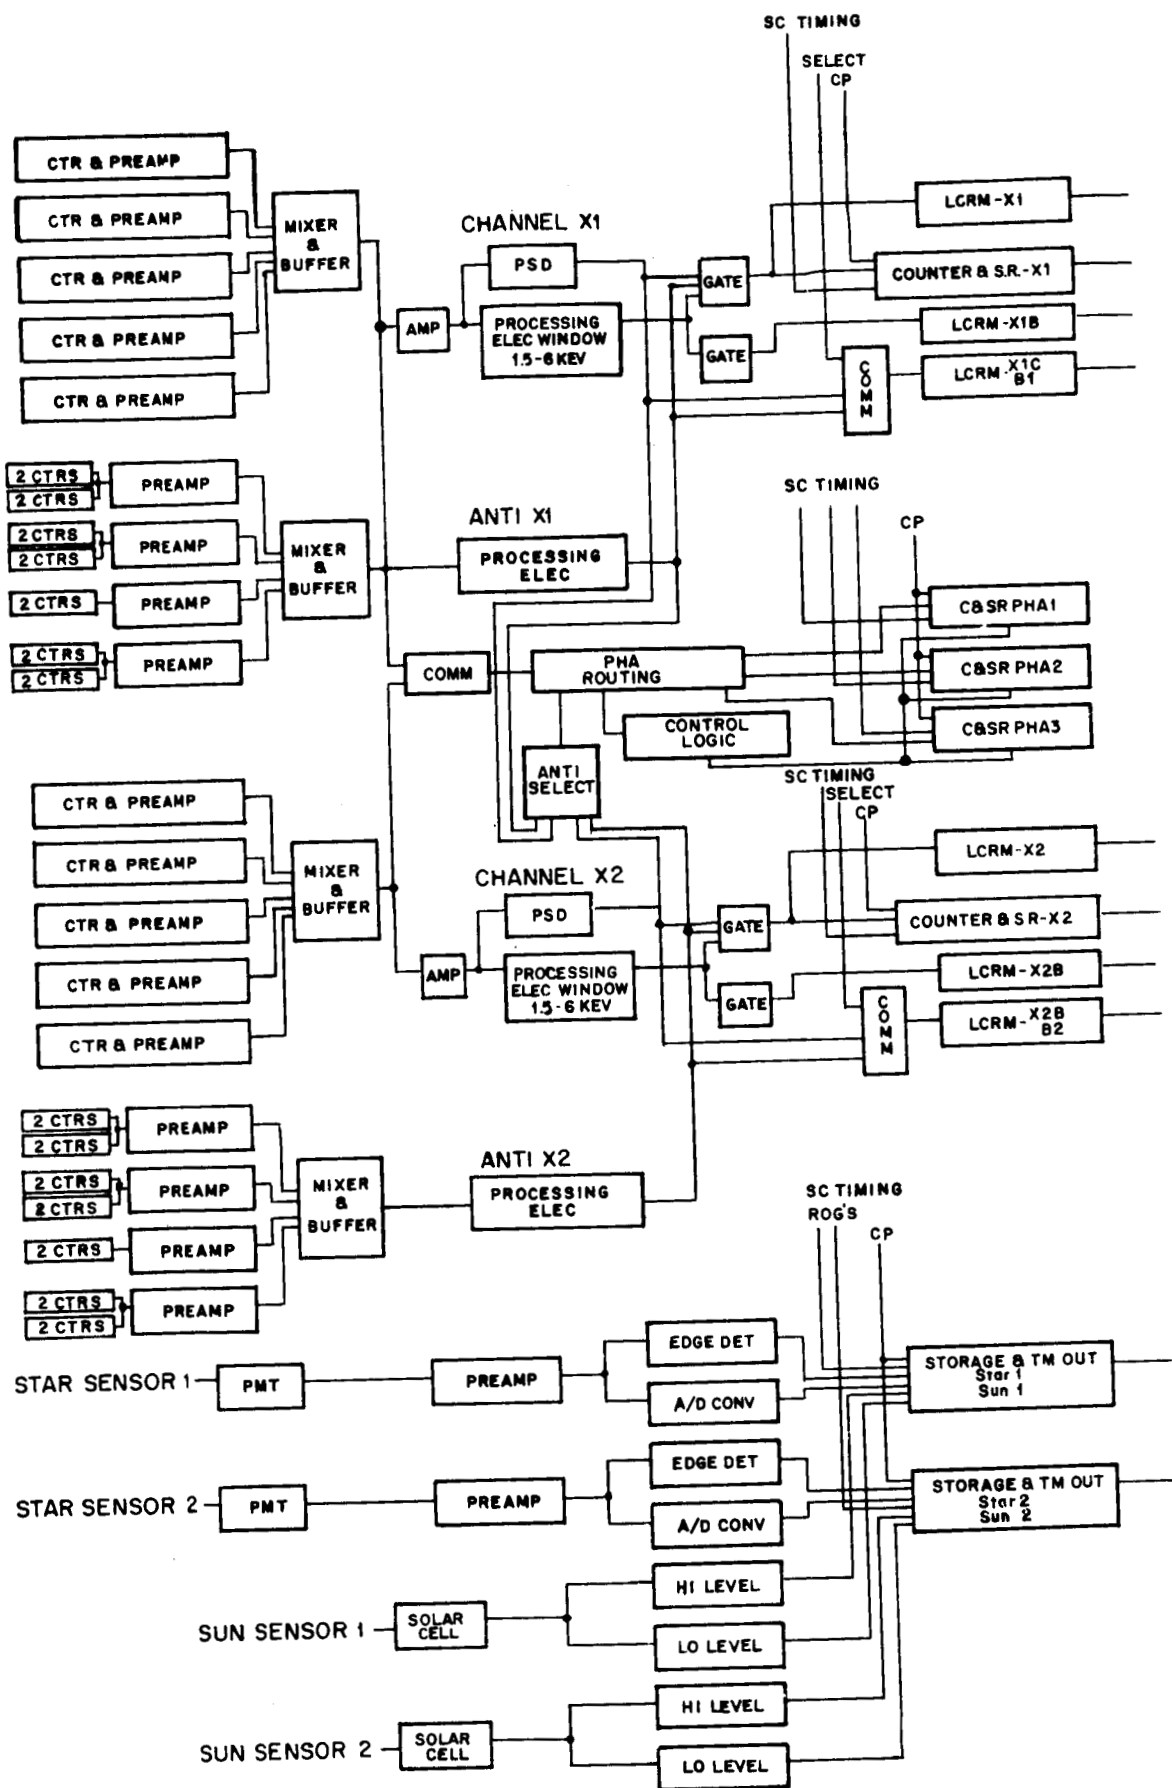 SC TIMING
SELECT
CP
CTR & PREAMP
CTR & PREAMP
CTR & PREAMP
CTR & PREAMP
CTR & PREAMP
MIXER
&
BUFFER
CHANNEL X1
PSD
AMP
PROCESSING
ELEC WINDOW
1.5-6 KEV
GATE
GATE
LCRM-X1
COUNTER & S.R.-X1
LCRM-X1B
COMM
LCRM-X1C
B1
2 CTRS
2 CTRS
PREAMP
2 CTRS
2 CTRS
PREAMP
2 CTRS
PREAMP
2 CTRS
2 CTRS
PREAMP
MIXER
&
BUFFER
ANTI X1
PROCESSING
ELEC
SC TIMING
CP
C&SR PHA1
C&SR PHA2
C&SR PHA3
COMM
PHA
ROUTING
CONTROL
LOGIC
ANTI
SELECT
CTR & PREAMP
CTR & PREAMP
CTR & PREAMP
CTR & PREAMP
CTR & PREAMP
MIXER
&
BUFFER
SC TIMING
SELECT
CP
CHANNEL X2
PSD
AMP
PROCESSING
ELEC WINDOW
1.5-6 KEV
GATE
GATE
LCRM-X2
COUNTER & SR-X2
LCRM-X2B
COMM
LCRM-X2B
B2
2 CTRS
2 CTRS
PREAMP
2 CTRS
2 CTRS
PREAMP
2 CTRS
PREAMP
2 CTRS
2 CTRS
PREAMP
MIXER
&
BUFFER
ANTI X2
PROCESSING
ELEC
SC TIMING
ROG'S
CP
STAR SENSOR 1
PMT
PREAMP
EDGE DET
A/D CONV
STORAGE & TM OUT
Star 1
Sun 1
STAR SENSOR 2
PMT
PREAMP
EDGE DET
A/D CONV
STORAGE & TM OUT
Star 2
Sun 2
SUN SENSOR 1
SOLAR
CELL
HI LEVEL
LO LEVEL
SUN SENSOR 2
SOLAR
CELL
HI LEVEL
LO LEVEL